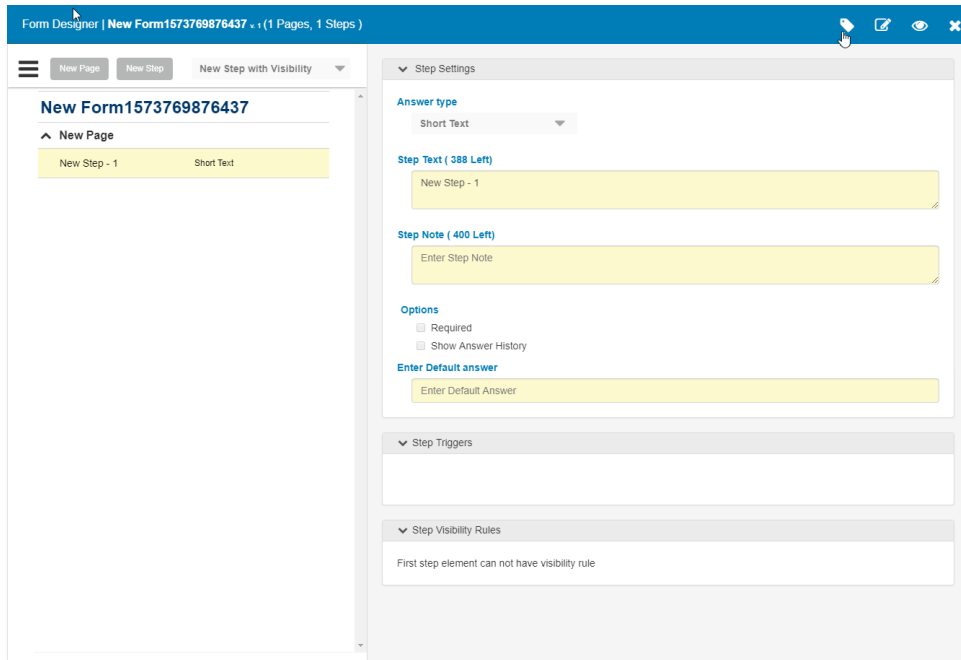 Form Designer | New Form1573769876437 v. 1 (1 Pages, 1 Steps )
New Page New Step New Step with Visibility
New Form1573769876437
New Page
New Step - 1 Short Text
Step Settings
Answer type
Short Text
Step Text ( 388 Left)
New Step - 1
Step Note ( 400 Left)
Enter Step Note
Options
Required
Show Answer History
Enter Default answer
Enter Default Answer
Step Triggers
Step Visibility Rules
First step element can not have visibility rule